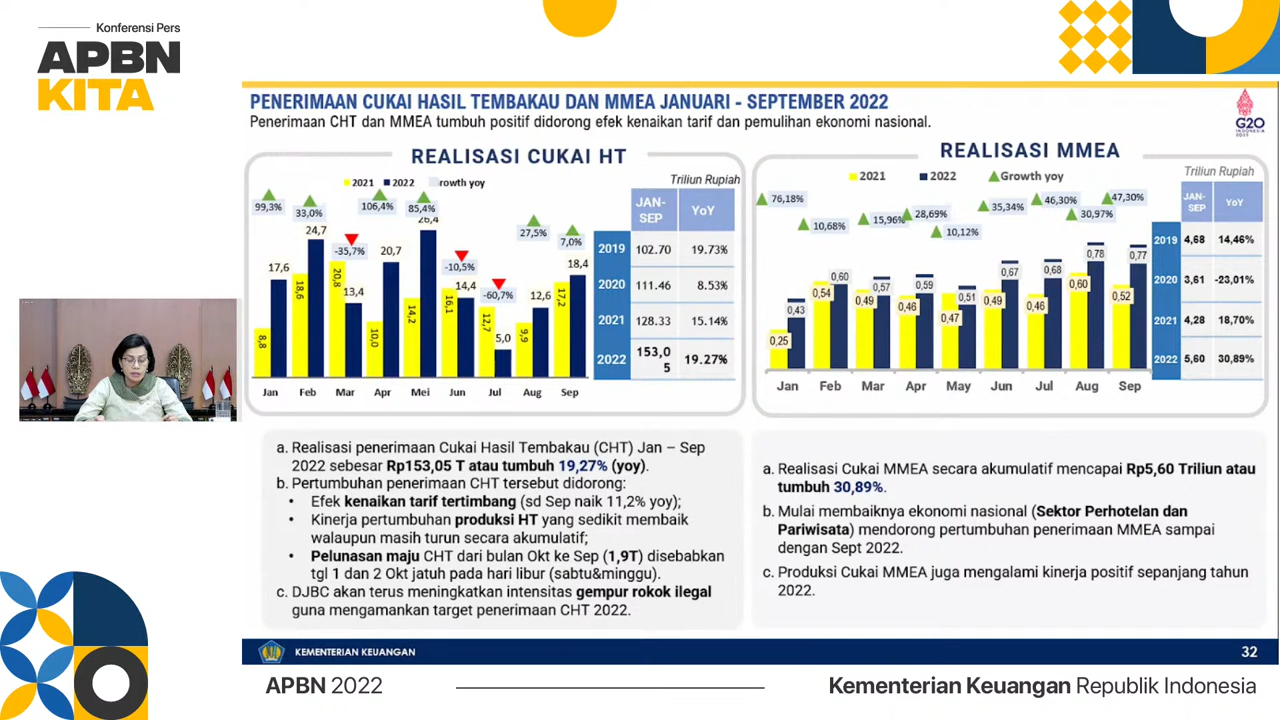 Konferensi Pers
APBN
KITA
PENERIMAAN CUKAI HASIL TEMBAKAU DAN MMEA JANUARI - SEPTEMBER 2022
Penerimaan CHT dan MMEA tumbuh positif didorong efek kenaikan tarif dan pemulihan ekonomi nasional.
G20
INDONESIA
2022
REALISASI CUKAI HT
2021 2022 rowth yoy
Triliun Rupiah
99,3% 33,0% -35,7% 106,4% 85,4% -10,5% -60,7% 27,5% 7,0%
8,8 17,6
18,6 24,7
20,8 13,4
10,0 20,7
14,2 26,4
16,1 14,4
12,7 5,0
9,9 12,6
17,2 18,4
Jan Feb Mar Apr Mei Jun Jul Aug Sep
JAN-SEP YoY
2019 102.70 19.73%
2020 111.46 8.53%
2021 128.33 15.14%
2022 153,05 19.27%
REALISASI MMEA
2021 2022 Growth yoy
Triliun Rupiah
76,18% 10,68% 15,96% 28,69% 10,12% 35,34% 46,30% 30,97% 47,30%
0,25 0,43
0,54 0,60
0,49 0,57
0,46 0,59
0,47 0,51
0,49 0,67
0,46 0,68
0,60 0,78
0,52 0,77
Jan Feb Mar Apr May Jun Jul Aug Sep
JAN-SEP YoY
2019 4,68 14,46%
2020 3,61 -23,01%
2021 4,28 18,70%
2022 5,60 30,89%
a. Realisasi penerimaan Cukai Hasil Tembakau (CHT) Jan – Sep
2022 sebesar Rp153,05 T atau tumbuh 19,27% (yoy).
b. Pertumbuhan penerimaan CHT tersebut didorong:
• Efek kenaikan tarif tertimbang (sd Sep naik 11,2% yoy);
• Kinerja pertumbuhan produksi HT yang sedikit membaik
walaupun masih turun secara akumulatif;
• Pelunasan maju CHT dari bulan Okt ke Sep (1,9T) disebabkan
tgl 1 dan 2 Okt jatuh pada hari libur (sabtu&minggu).
c. DJBC akan terus meningkatkan intensitas gempur rokok ilegal
guna mengamankan target penerimaan CHT 2022.
a. Realisasi Cukai MMEA secara akumulatif mencapai Rp5,60 Triliun atau
tumbuh 30,89%.
b. Mulai membaiknya ekonomi nasional (Sektor Perhotelan dan
Pariwisata) mendorong pertumbuhan penerimaan MMEA sampai
dengan Sept 2022.
c. Produksi Cukai MMEA juga mengalami kinerja positif sepanjang tahun
2022.
KEMENTERIAN KEUANGAN
32
APBN 2022
Kementerian Keuangan Republik Indonesia